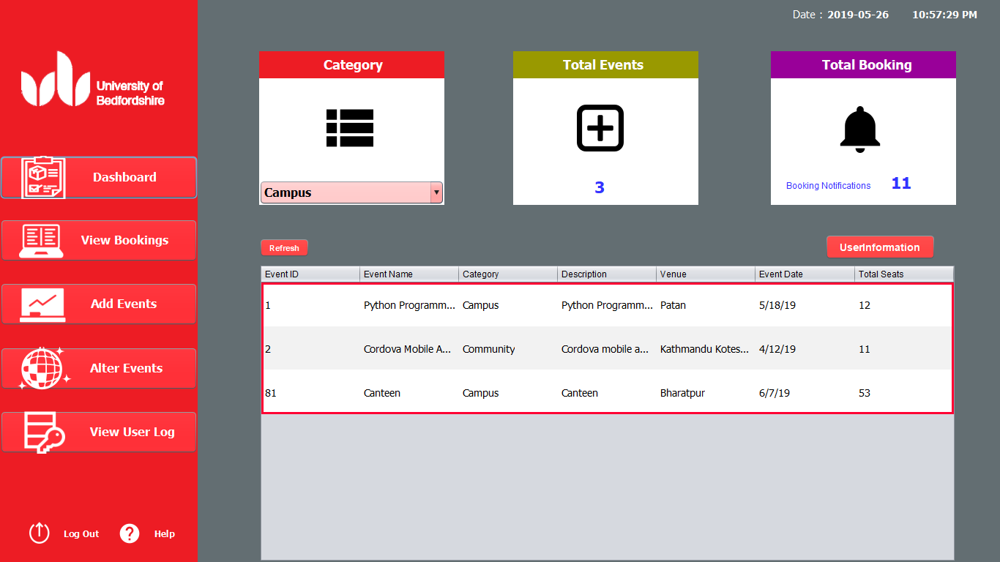 Date : 2019-05-26 10:57:29 PM
University of
Bedfordshire
Dashboard
View Bookings
Add Events
Alter Events
View User Log
Log Out
Help
Category
Campus
Total Events
3
Total Booking
Booking Notifications 11
Refresh
UserInformation
Event ID Event Name Category Description Venue Event Date Total Seats
1 Python Programm... Campus Python Programm... Patan 5/18/19 12
2 Cordova Mobile A... Community Cordova mobile a... Kathmandu Kotes... 4/12/19 11
81 Canteen Campus Canteen Bharatpur 6/7/19 53